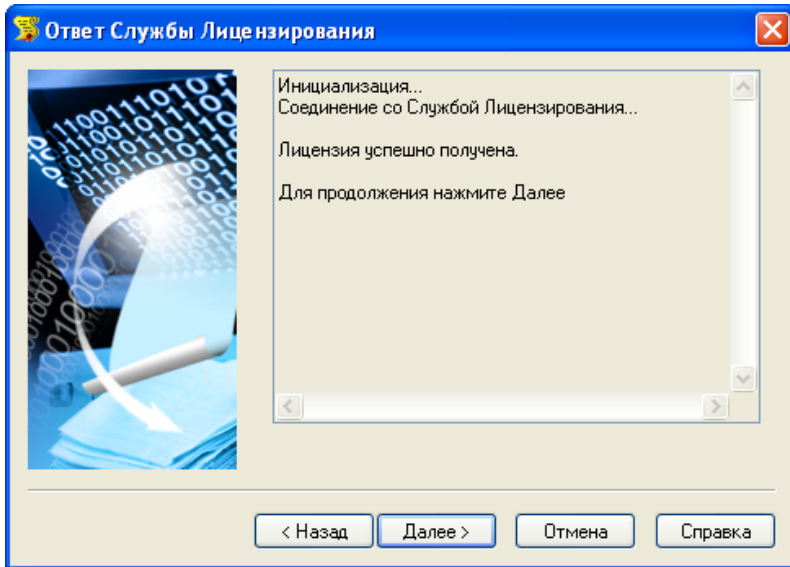 Ответ Службы Лицензирования
Инициализация...
Соединение со Службой Лицензирования...
Лицензия успешно получена.
Для продолжения нажмите Далее
< Назад
Далее >
Отмена
Справка